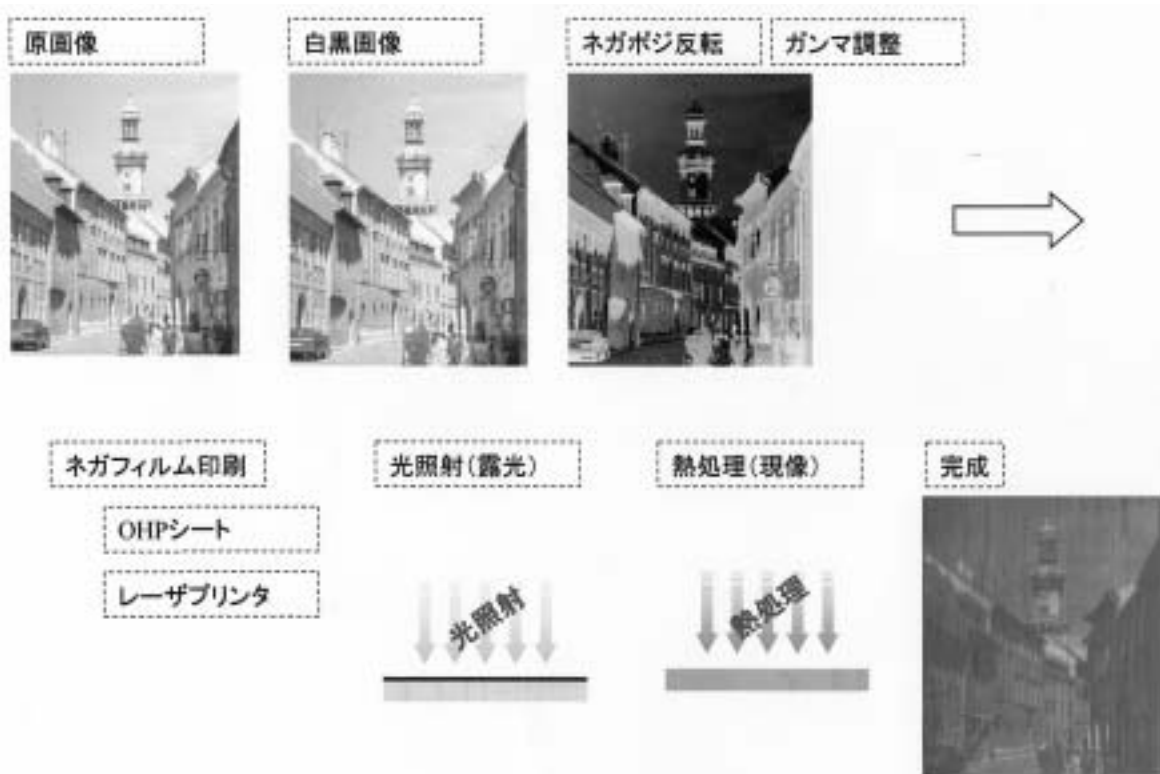 原画像
白黒画像
ネガポジ反転
ガンマ調整
ネガフィルム印刷
光照射(露光)
熱処理(現像)
完成
OHPシート
レーザプリンタ
光照射
熱処理